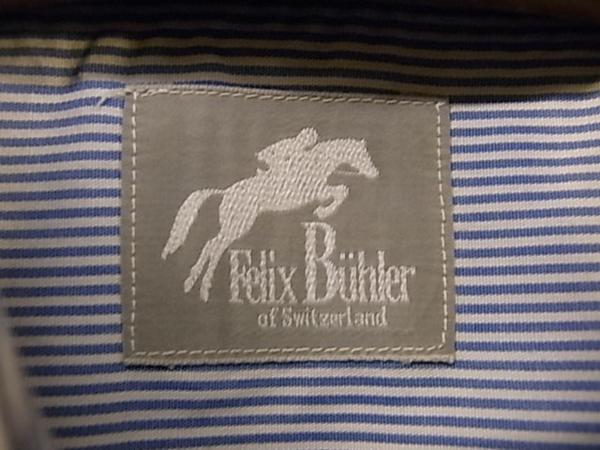 Felix Bühler
of Switzerland